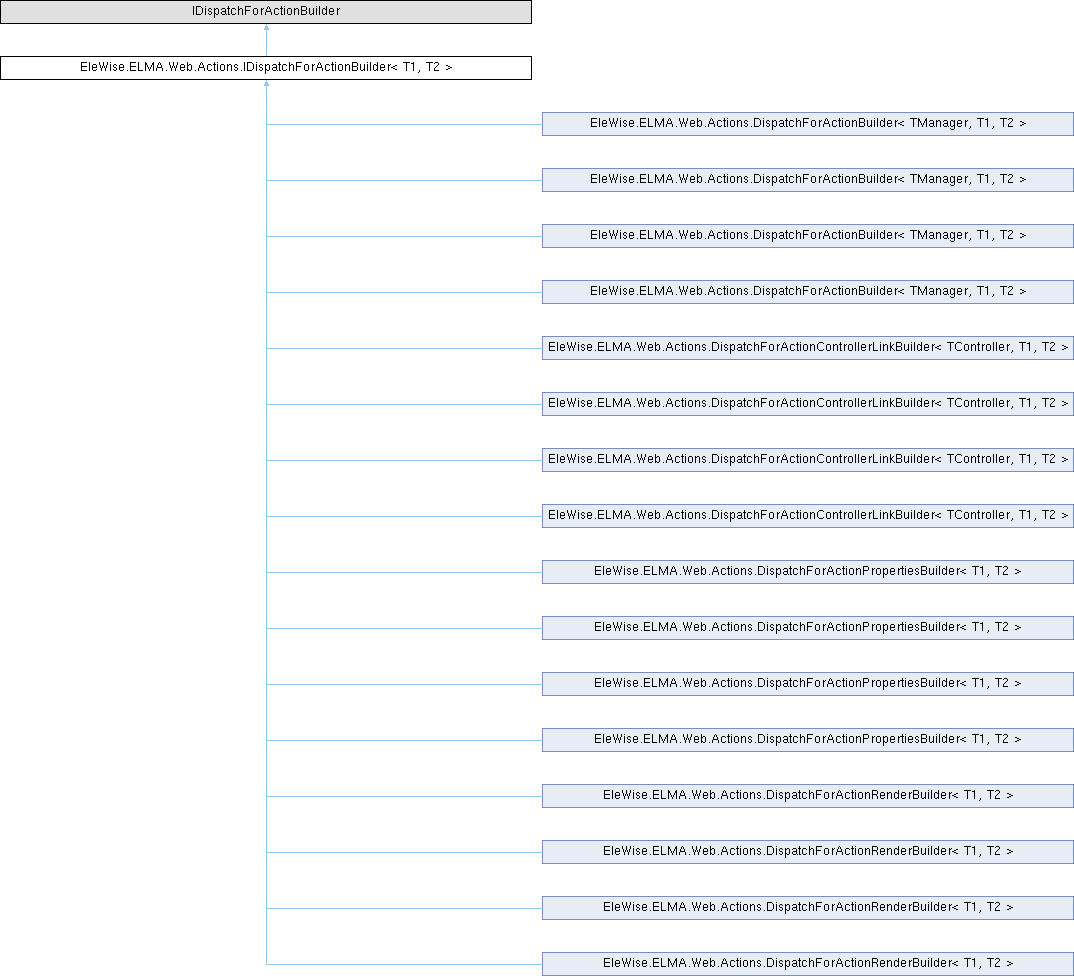 IDispatchForActionBuilder
EleWise.ELMA.Web.Actions.IDispatchForActionBuilder< T1, T2 >
EleWise.ELMA.Web.Actions.DispatchForActionBuilder< TManager, T1, T2 >
EleWise.ELMA.Web.Actions.DispatchForActionBuilder< TManager, T1, T2 >
EleWise.ELMA.Web.Actions.DispatchForActionBuilder< TManager, T1, T2 >
EleWise.ELMA.Web.Actions.DispatchForActionBuilder< TManager, T1, T2 >
EleWise.ELMA.Web.Actions.DispatchForActionControllerLinkBuilder< TController, T1, T2 >
EleWise.ELMA.Web.Actions.DispatchForActionControllerLinkBuilder< TController, T1, T2 >
EleWise.ELMA.Web.Actions.DispatchForActionControllerLinkBuilder< TController, T1, T2 >
EleWise.ELMA.Web.Actions.DispatchForActionControllerLinkBuilder< TController, T1, T2 >
EleWise.ELMA.Web.Actions.DispatchForActionPropertiesBuilder< T1, T2 >
EleWise.ELMA.Web.Actions.DispatchForActionPropertiesBuilder< T1, T2 >
EleWise.ELMA.Web.Actions.DispatchForActionPropertiesBuilder< T1, T2 >
EleWise.ELMA.Web.Actions.DispatchForActionPropertiesBuilder< T1, T2 >
EleWise.ELMA.Web.Actions.DispatchForActionRenderBuilder< T1, T2 >
EleWise.ELMA.Web.Actions.DispatchForActionRenderBuilder< T1, T2 >
EleWise.ELMA.Web.Actions.DispatchForActionRenderBuilder< T1, T2 >
EleWise.ELMA.Web.Actions.DispatchForActionRenderBuilder< T1, T2 >